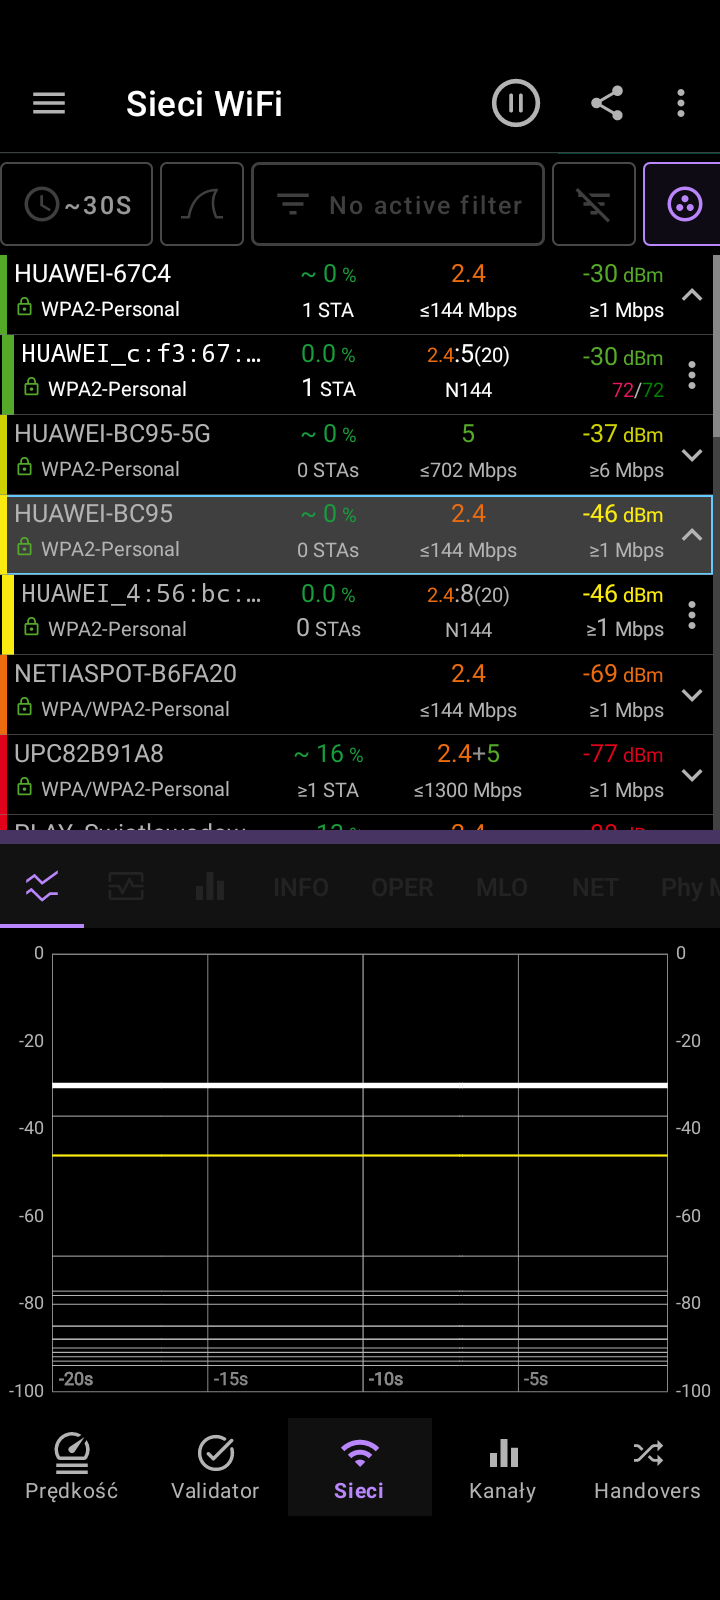 Sieci WiFi
~30S No active filter
HUAWEI-67C4 ~ 0 % 2.4 -30 dBm
WPA2-Personal 1 STA ≤144 Mbps ≥1 Mbps
HUAWEI_c:f3:67:… 0.0 % 2.4:5(20) -30 dBm
WPA2-Personal 1 STA N144 72/72
HUAWEI-BC95-5G ~ 0 % 5 -37 dBm
WPA2-Personal 0 STAs ≤702 Mbps ≥6 Mbps
HUAWEI-BC95 ~ 0 % 2.4 -46 dBm
WPA2-Personal 0 STAs ≤144 Mbps ≥1 Mbps
HUAWEI_4:56:bc:… 0.0 % 2.4:8(20) -46 dBm
WPA2-Personal 0 STAs N144 ≥1 Mbps
NETIASPOT-B6FA20 2.4 -69 dBm
WPA/WPA2-Personal ≤144 Mbps ≥1 Mbps
UPC82B91A8 ~ 16 % 2.4+5 -77 dBm
WPA/WPA2-Personal ≥1 STA ≤1300 Mbps ≥1 Mbps
INFO OPER MLO NET Phy
0 0
-20 -20
-40 -40
-60 -60
-80 -80
-100 -20s -15s -10s -5s -100
Prędkość Validator Sieci Kanały Handovers